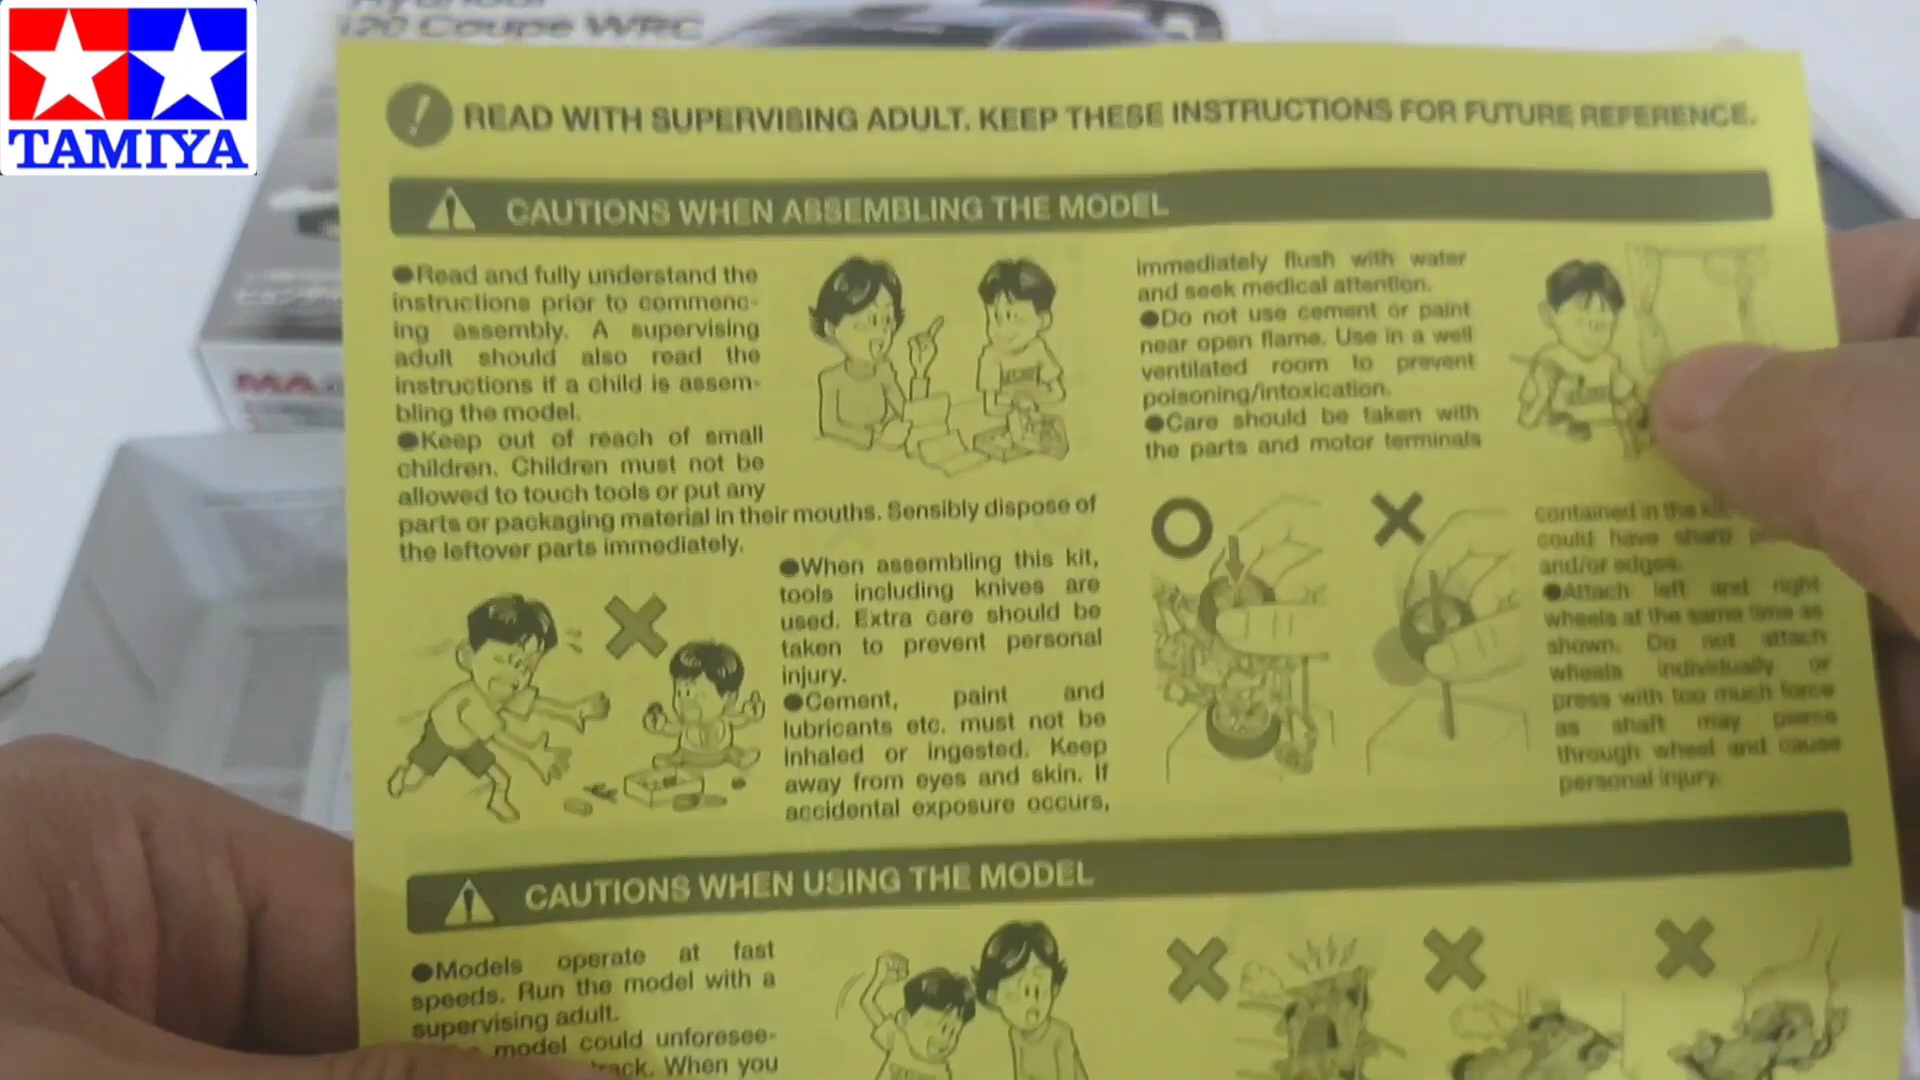 TAMIYA
i20 Coupe WRC
MA
READ WITH SUPERVISING ADULT. KEEP THESE INSTRUCTIONS FOR FUTURE REFERENCE.
CAUTIONS WHEN ASSEMBLING THE MODEL
●Read and fully understand the
instructions prior to commenc-
ing assembly. A supervising
adult should also read the
instructions if a child is assem-
bling the model.
●Keep out of reach of small
children. Children must not be
allowed to touch tools or put any
parts or packaging material in their mouths. Sensibly dispose of
the leftover parts immediately.
●When assembling this kit,
tools including knives are
used. Extra care should be
taken to prevent personal
injury.
●Cement, paint and
lubricants etc. must not be
inhaled or ingested. Keep
away from eyes and skin. If
accidental exposure occurs,
immediately flush with water
and seek medical attention.
●Do not use cement or paint
near open flame. Use in a well
ventilated room to prevent
poisoning/intoxication.
●Care should be taken with
the parts and motor terminals
contained in the
could have sharp
and/or edges.
●Attach left and right
wheels at the same time as
shown. Do not attach
wheels individually or
press with too much force
as shaft may pierce
through wheel and cause
personal injury.
CAUTIONS WHEN USING THE MODEL
●Models operate at fast
speeds. Run the model with a
supervising adult.
model could unforesee-
track. When you